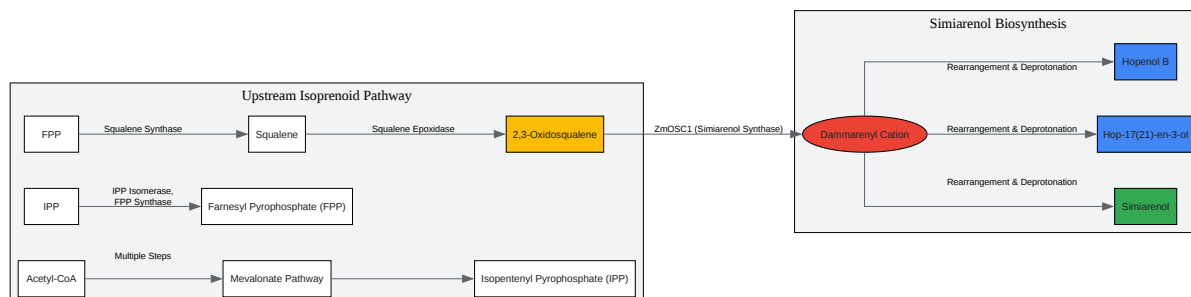 Simiarenol Biosynthesis
Hopenol B
Rearrangement & Deprotonation
Upstream Isoprenoid Pathway
FPP
Squalene Synthase
Squalene
Squalene Epoxidase
2,3-Oxidosqualene
ZmOSC1 (Simiarenol Synthase)
Dammarenyl Cation
Rearrangement & Deprotonation
Hop-17(21)-en-3-ol
IPP
IPP Isomerase,
FPP Synthase
Farnesyl Pyrophosphate (FPP)
Rearrangement & Deprotonation
Simiarenol
Acetyl-CoA
Multiple Steps
Mevalonate Pathway
Isopentenyl Pyrophosphate (IPP)